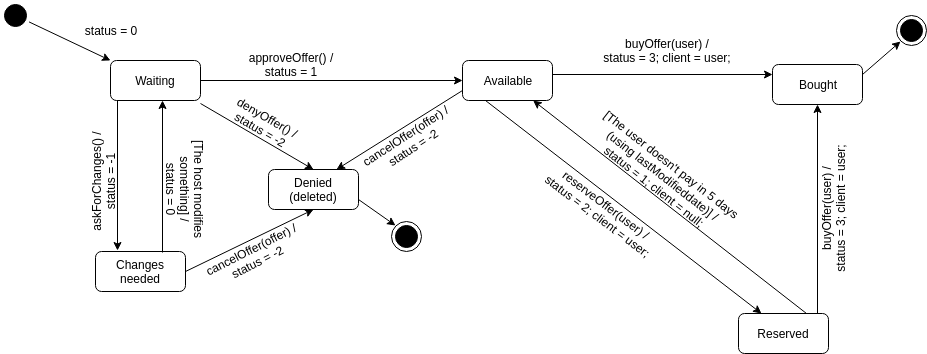 status = 0
Waiting
approveOffer() /
status = 1
Available
buyOffer(user) /
status = 3; client = user;
Bought
denyOffer() /
status = -2
cancelOffer(offer) /
status = -2
askForChanges() /
status = -1
[The host modifies
something] /
status = 0
Denied
(deleted)
[The user doesn't pay in 5 days
(using lastModifieddate)] /
status = 1; client = null;
reserveOffer(user) /
status = 2; client = user;
buyOffer(user) /
status = 3; client = user;
Changes
needed
cancelOffer(offer) /
status = -2
Reserved